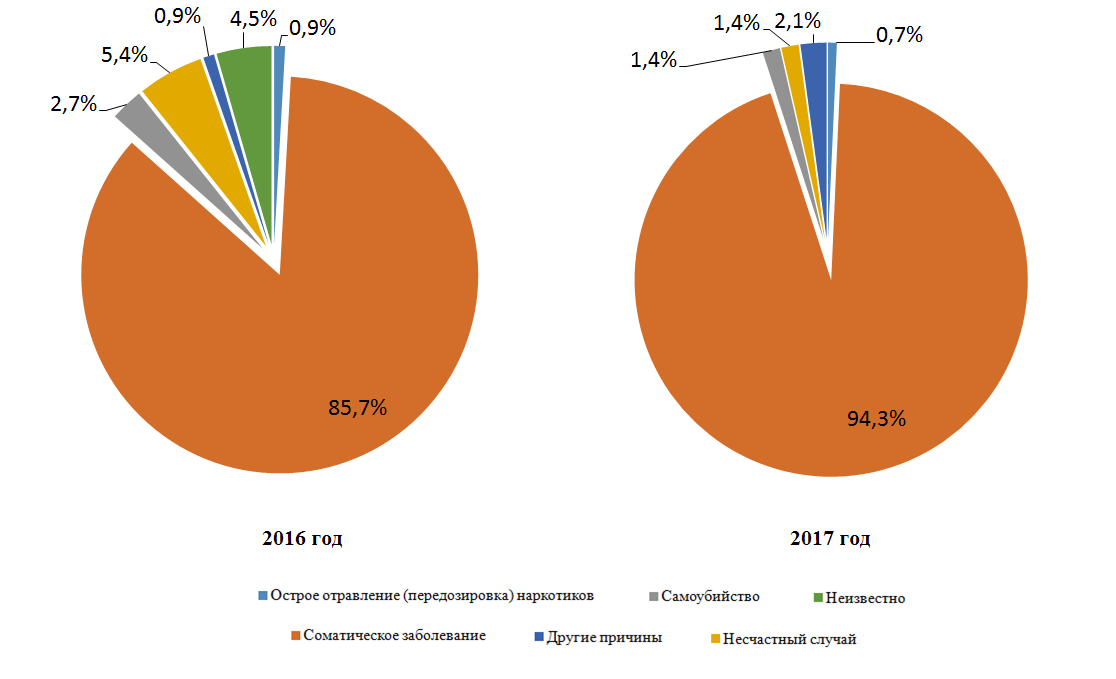 0,9%
4,5%
0,9%
5,4%
2,7%
85,7%
1,4%
2,1%
0,7%
1,4%
94,3%
2016 год
2017 год
Острое отравление (передозировка) наркотиков
Самоубийство
Неизвестно
Соматическое заболевание
Другие причины
Несчастный случай